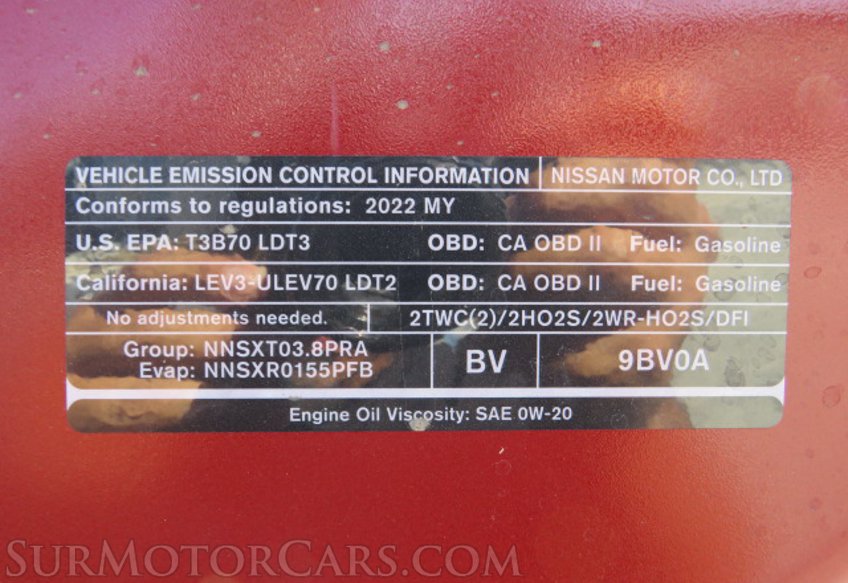 VEHICLE EMISSION CONTROL INFORMATION NISSAN MOTOR CO., LTD
Conforms to regulations: 2022 MY
U.S. EPA: T3B70 LDT3 OBD: CA OBD II Fuel: Gasoline
California: LEV3-ULEV70 LDT2 OBD: CA OBD II Fuel: Gasoline
No adjustments needed. 2TWC(2)/2HO2S/2WR-HO2S/DFI
Group: NNSXT03.8PRA
Evap: NNSXR0155PFB
BV 9BV0A
Engine Oil Viscosity: SAE 0W-20
SURMOTORCARS.COM